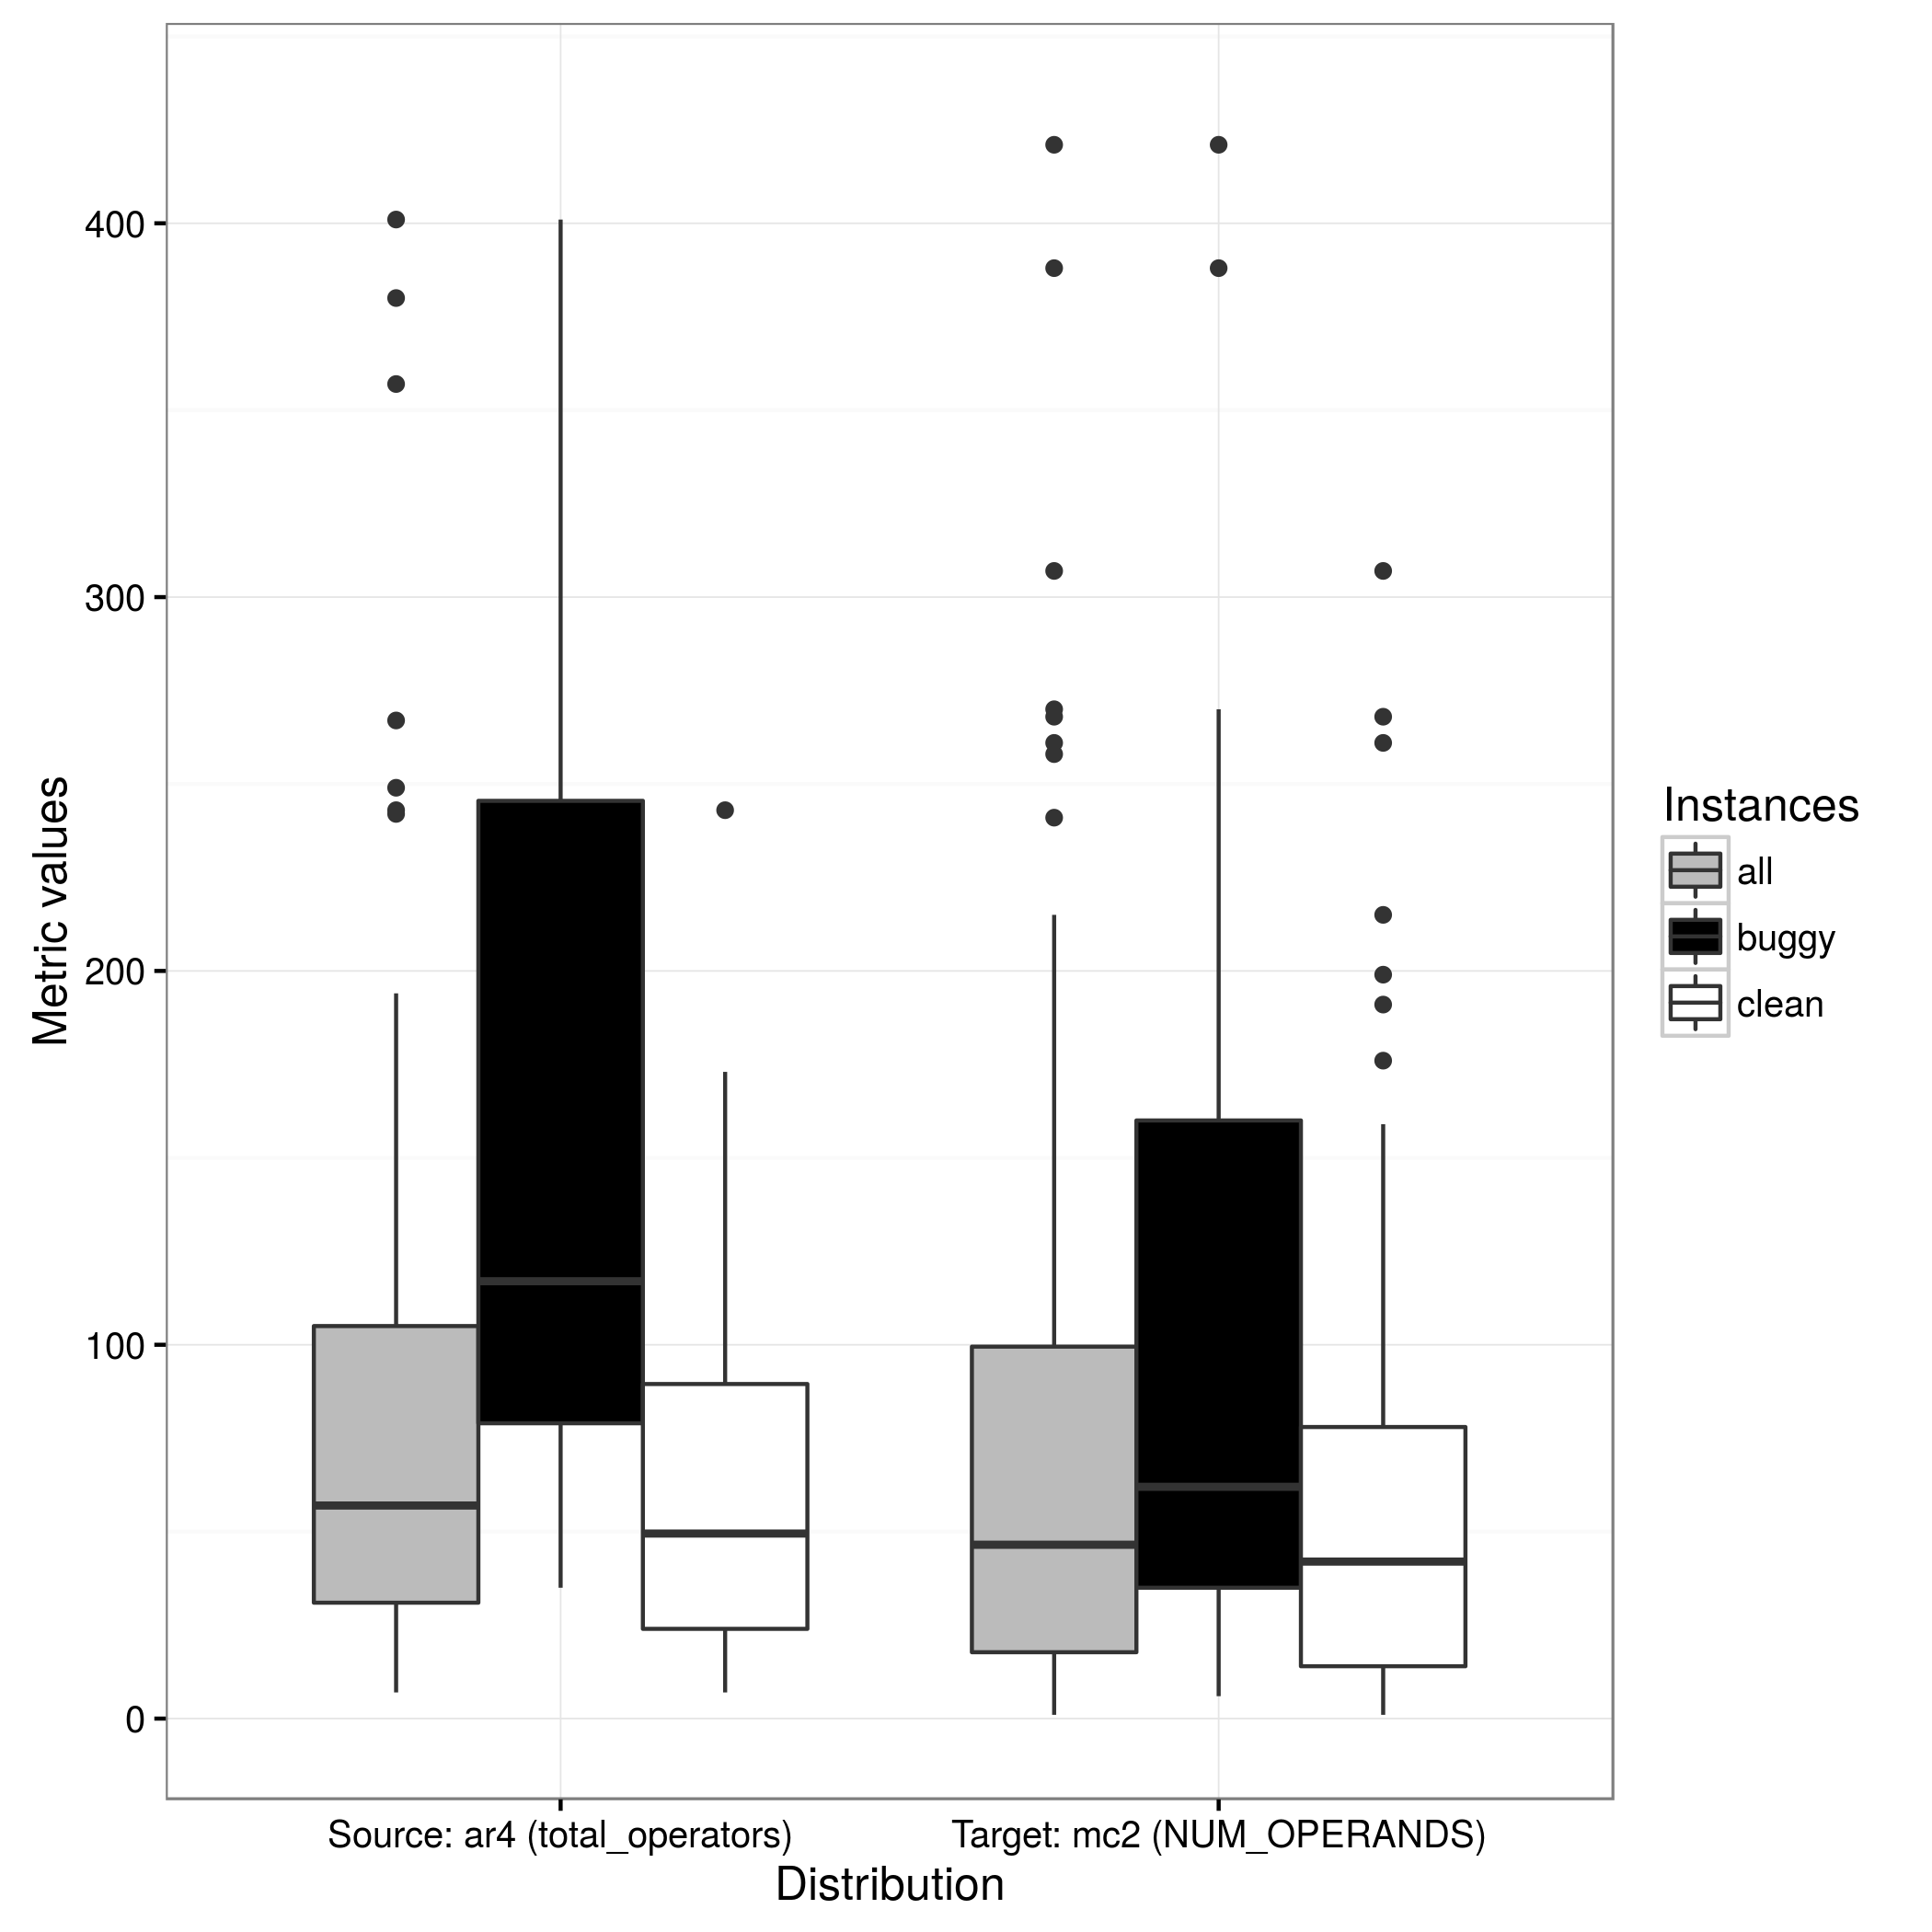 Metric values
400
300
200
100
0
Source: ar4 (total_operators)
Target: mc2 (NUM_OPERANDS)
Distribution
Instances
all
buggy
clean